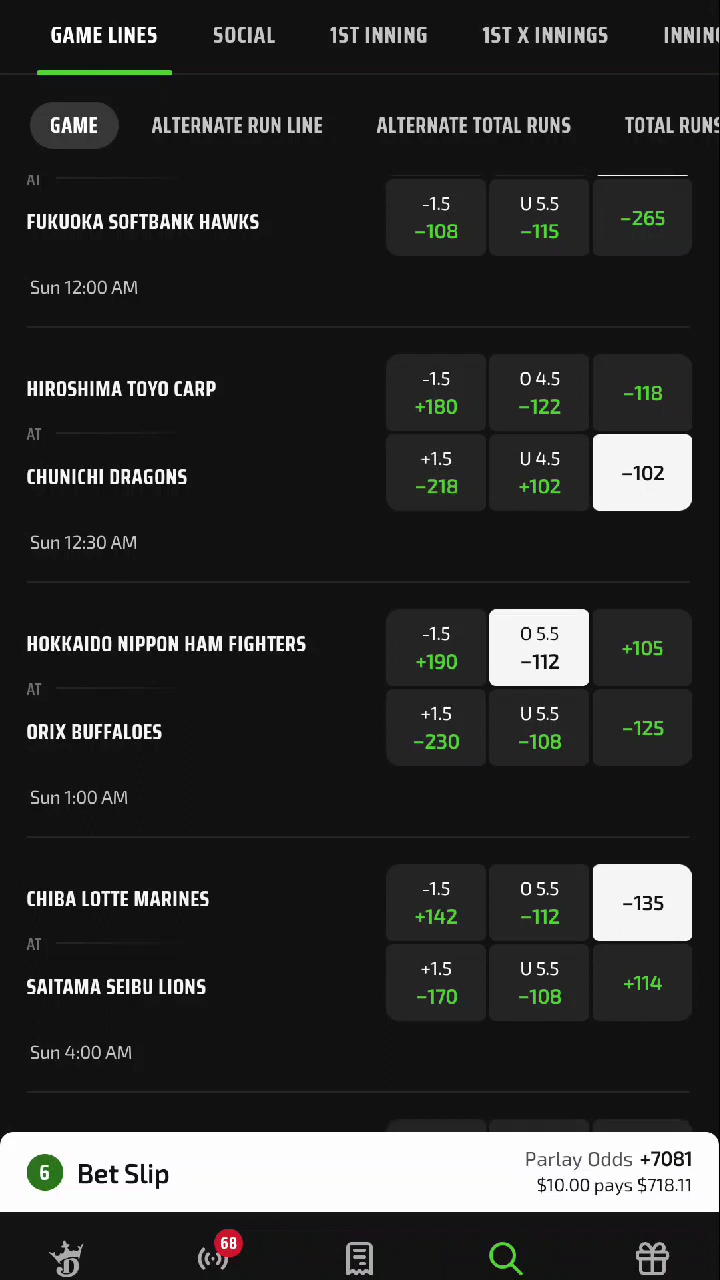 GAME LINES SOCIAL 1ST INNING 1ST X INNINGS INNING
GAME ALTERNATE RUN LINE ALTERNATE TOTAL RUNS TOTAL RUNS
AT
-1.5 U 5.5
FUKUOKA SOFTBANK HAWKS −108 −115 −265
Sun 12:00 AM
-1.5 O 4.5
HIROSHIMA TOYO CARP +180 −122 −118
AT
+1.5 U 4.5
CHUNICHI DRAGONS −218 +102 −102
Sun 12:30 AM
-1.5 O 5.5
HOKKAIDO NIPPON HAM FIGHTERS +190 −112 +105
AT
+1.5 U 5.5
ORIX BUFFALOES −230 −108 −125
Sun 1:00 AM
-1.5 O 5.5
CHIBA LOTTE MARINES +142 −112 −135
AT
+1.5 U 5.5
SAITAMA SEIBU LIONS −170 −108 +114
Sun 4:00 AM
6 Bet Slip Parlay Odds +7081
$10.00 pays $718.11
68